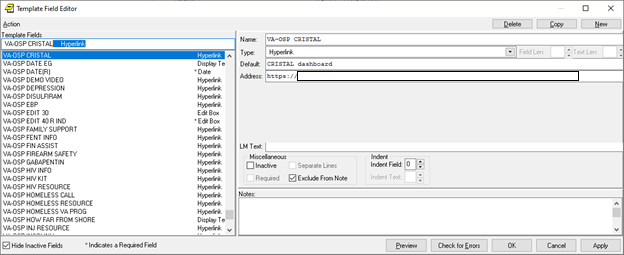 Template Field Editor
Action
Delete Copy New
Template Fields
VA-OSP CRISTAL Hyperlink
VA-OSP CRISTAL Hyperlink
VA-OSP DATE EG Display Te
VA-OSP DATE(R) * Date
VA-OSP DEMO VIDEO Hyperlink
VA-OSP DEPRESSION Hyperlink
VA-OSP DISULFIRAM Hyperlink
VA-OSP EBP Hyperlink
VA-OSP EDIT 30 Edit Box
VA-OSP EDIT 40 R IND * Edit Box
VA-OSP FAMILY SUPPORT Hyperlink
VA-OSP FENT INFO Hyperlink
VA-OSP FIN ASSIST Hyperlink
VA-OSP FIREARM SAFETY Hyperlink
VA-OSP GABAPENTIN Hyperlink
VA-OSP HIV INFO Hyperlink
VA-OSP HIV KIT Hyperlink
VA-OSP HIV RESOURCE Hyperlink
VA-OSP HOMELESS CALL Hyperlink
VA-OSP HOMELESS RESOURCE Hyperlink
VA-OSP HOMELESS VA PROG Hyperlink
VA-OSP HOW FAR FROM SHORE Display Te
VA-OSP INJ RESOURCE Hyperlink
Hide Inactive Fields * Indicates a Required Field
Name: VA-OSP CRISTAL
Type: Hyperlink Field Len: Text Len:
Default: CRISTAL dashboard
Address: https://
LM Text:
Miscellaneous
Inactive Separate Lines
Required Exclude From Note
Indent
Indent Field: 0
Indent Text:
Notes:
Preview Check for Errors OK Cancel Apply